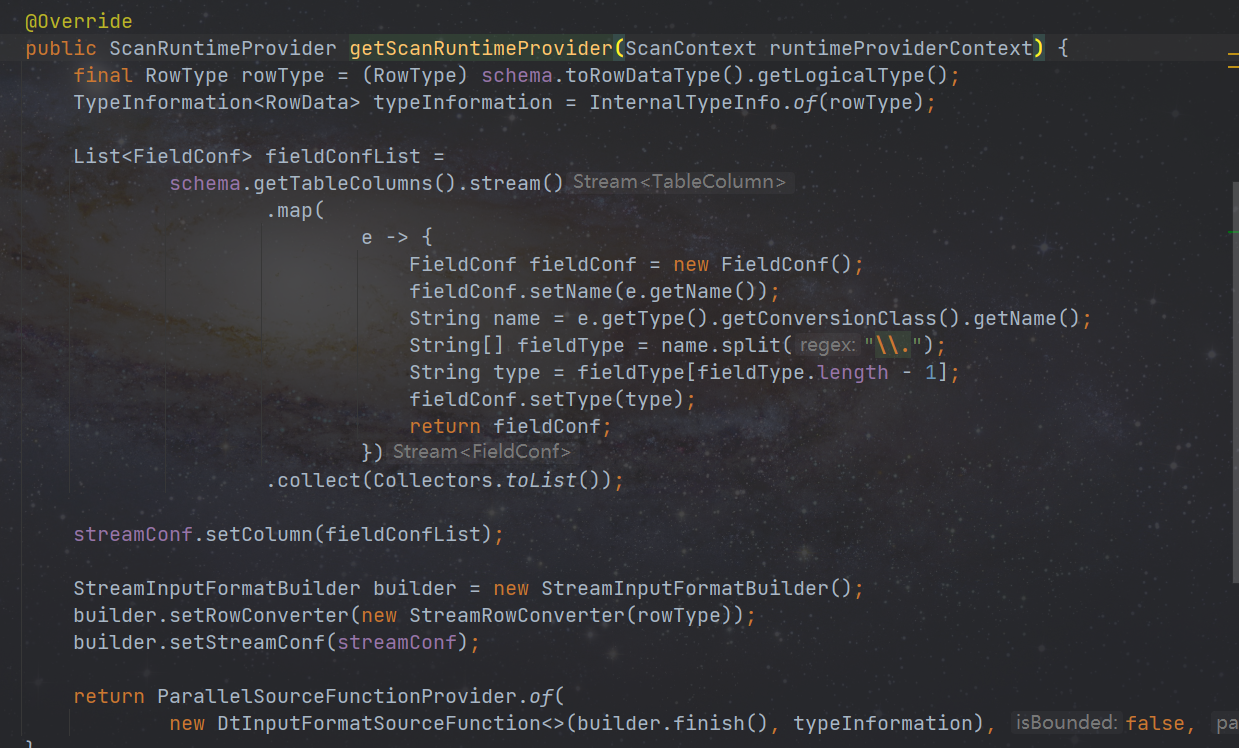 @Override
public ScanRuntimeProvider getScanRuntimeProvider(ScanContext runtimeProviderContext) {
final RowType rowType = (RowType) schema.toRowDataType().getLogicalType();
TypeInformation<RowData> typeInformation = InternalTypeInfo.of(rowType);
List<FieldConf> fieldConfList =
schema.getTableColumns().stream() Stream<TableColumn>
.map(
e -> {
FieldConf fieldConf = new FieldConf();
fieldConf.setName(e.getName());
String name = e.getType().getConversionClass().getName();
String[] fieldType = name.split( regex: "\\.");
String type = fieldType[fieldType.length - 1];
fieldConf.setType(type);
return fieldConf;
}) Stream<FieldConf>
.collect(Collectors.toList());
streamConf.setColumn(fieldConfList);
StreamInputFormatBuilder builder = new StreamInputFormatBuilder();
builder.setRowConverter(new StreamRowConverter(rowType));
builder.setStreamConf(streamConf);
return ParallelSourceFunctionProvider.of(
new DtInputFormatSourceFunction<>(builder.finish(), typeInformation), isBounded: false, pa